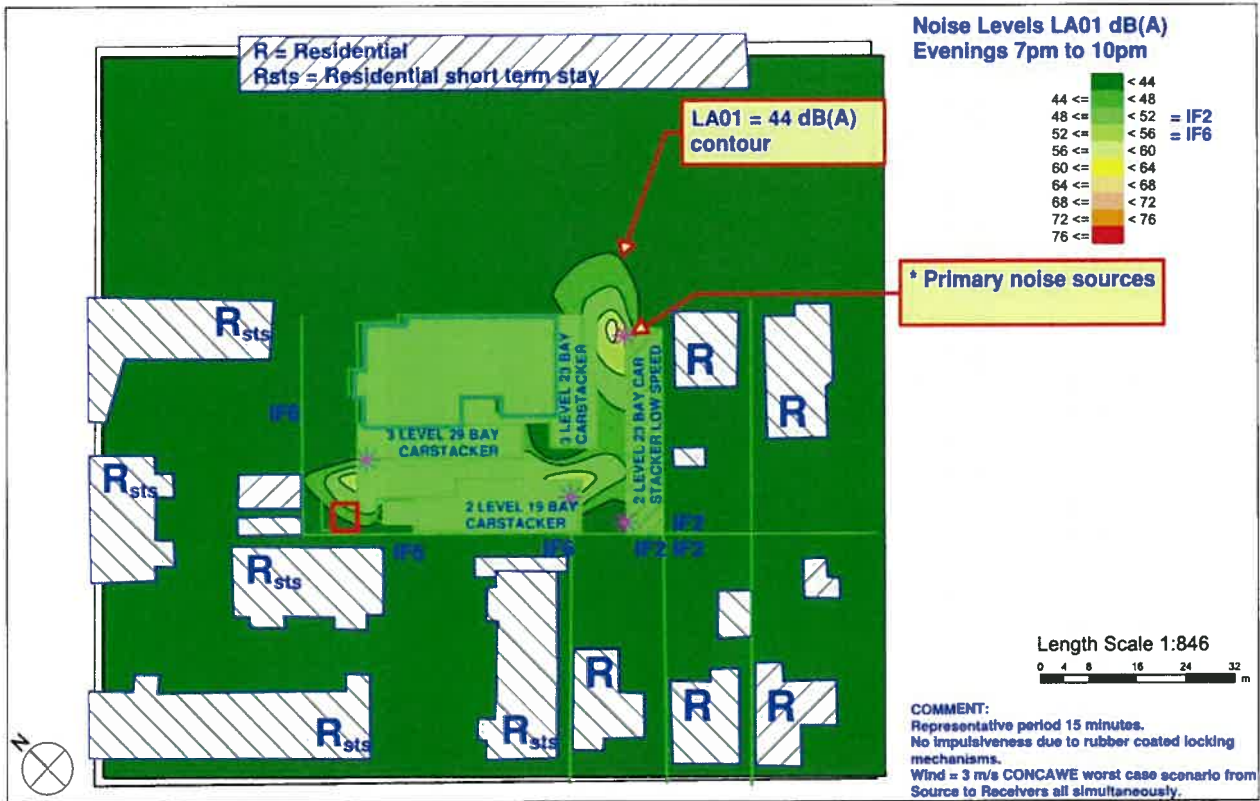 Noise Levels LA01 dB(A)
Evenings 7pm to 10pm
R = Residential
Rsts = Residential short term stay
< 44
44 <= < 48
48 <= < 52 = IF2
52 <= < 56 = IF6
56 <= < 60
60 <= < 64
64 <= < 68
68 <= < 72
72 <= < 76
76 <=
LA01 = 44 dB(A)
contour
* Primary noise sources
Rsts
R
R
IF6
3 LEVEL 23 BAY
CARSTACKER
2 LEVEL 23 BAY CAR
STACKER LOW SPEED
3 LEVEL 29 BAY
CARSTACKER
Rsts
2 LEVEL 19 BAY
CARSTACKER
IF2
IF6
IF6
IF2
IF2
Rsts
R
R
R
Rsts
Rsts
Length Scale 1:846
0 4 8 16 24 32
m
N
COMMENT:
Representative period 15 minutes.
No impulsiveness due to rubber coated locking
mechanisms.
Wind = 3 m/s CONCAWE worst case scenario from
Source to Receivers all simultaneously.